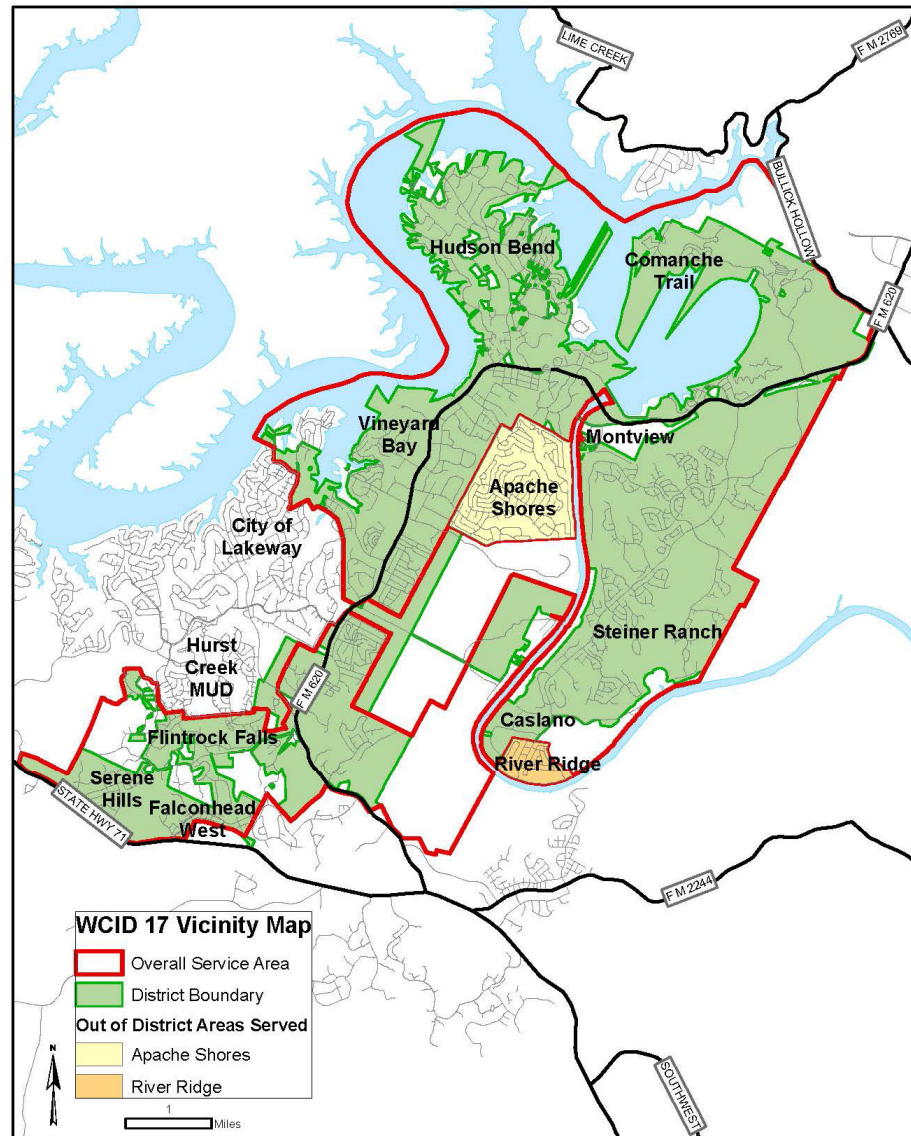 LIME CREEK
F M 2769
BULLICK HOLLOW
Hudson Bend
Comanche
Trail
F M 620
Vineyard
Bay
Montview
Apache
Shores
City of
Lakeway
Steiner Ranch
Hurst
Creek
MUD
F M 620
Caslano
Flintrock Falls
River Ridge
Serene
Hills
Falconhead
West
STATE HWY 71
F M 2244
WCID 17 Vicinity Map
Overall Service Area
District Boundary
Out of District Areas Served
Apache Shores
River Ridge
N
1
Miles
SOUTHWEST